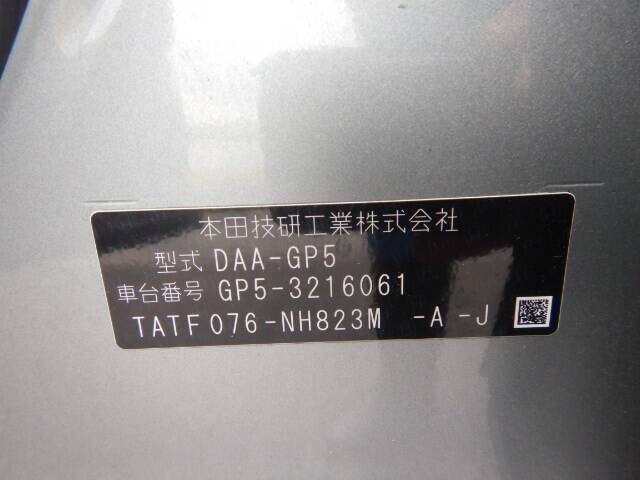 本田技研工業株式会社
型式 DAA-GP5
車台番号 GP5-3216061
TATF076-NH823M -A -J